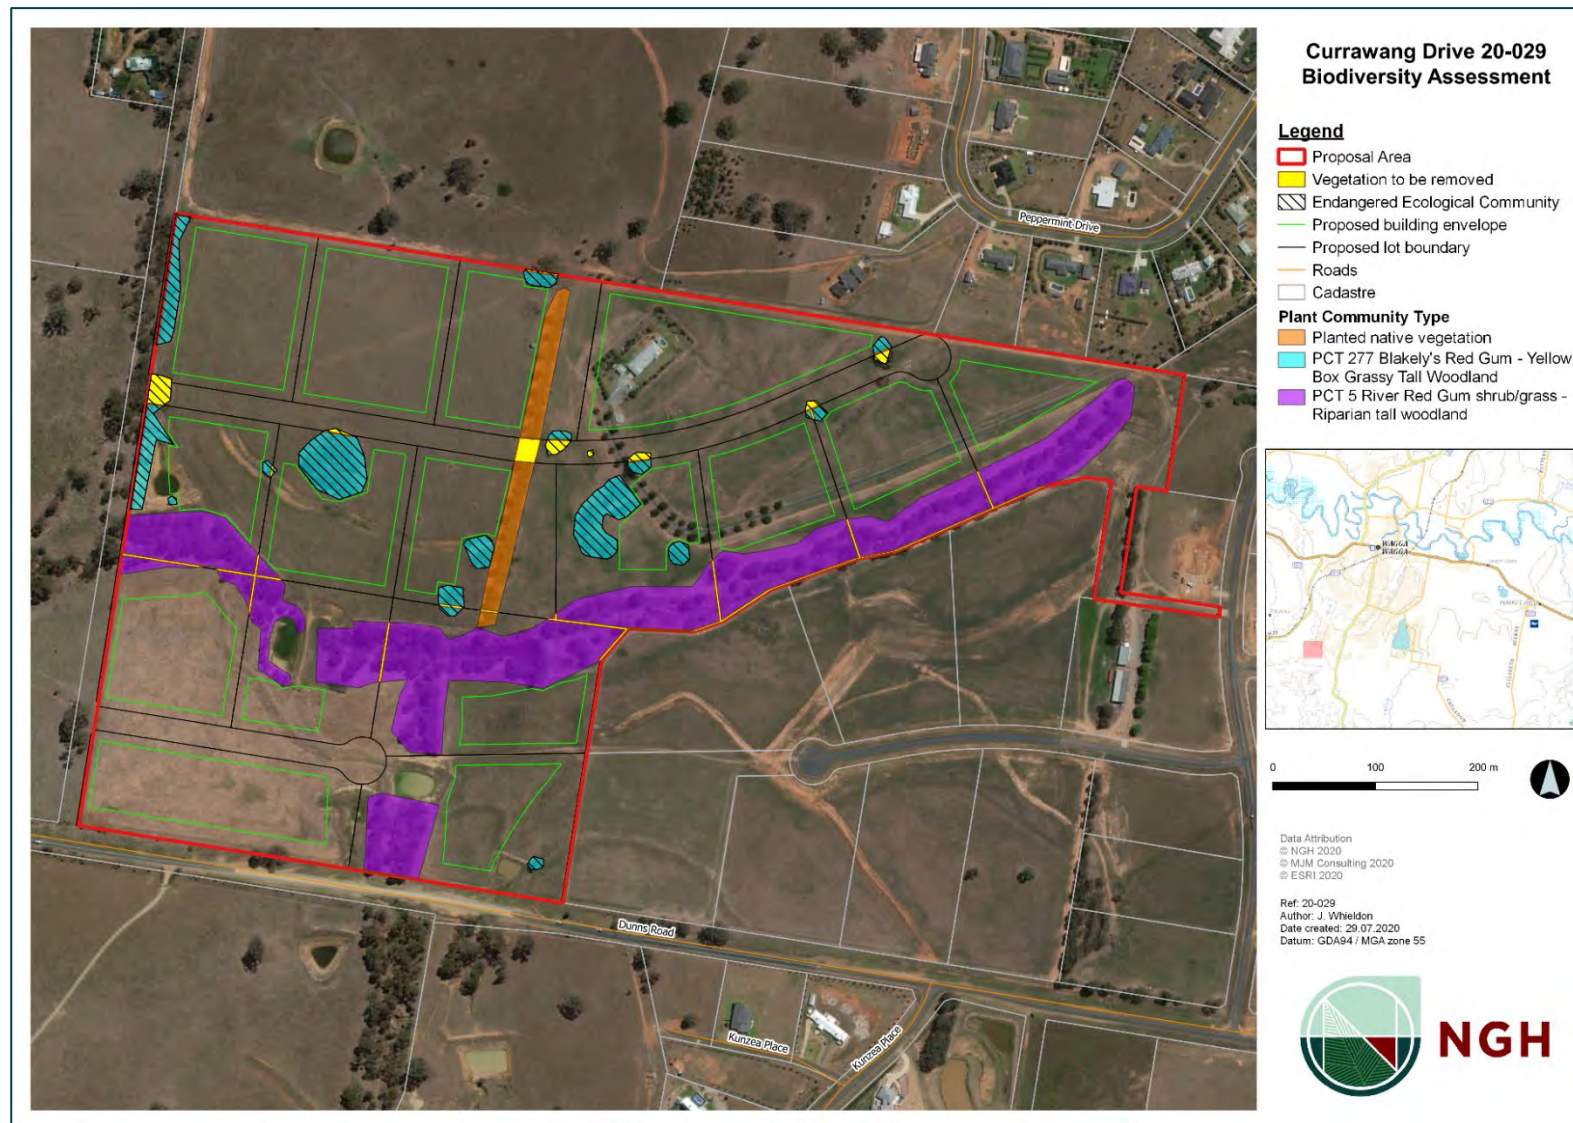 Currawang Drive 20-029
Biodiversity Assessment
Legend
Proposal Area
Vegetation to be removed
Endangered Ecological Community
Proposed building envelope
Proposed lot boundary
Roads
Cadastre
Plant Community Type
Planted native vegetation
PCT 277 Blakely's Red Gum - Yellow
Box Grassy Tall Woodland
PCT 5 River Red Gum shrub/grass -
Riparian tall woodland
Peppermint Drive
Dunns Road
Kunzea Place
Kunzea Place
WAGGA
WAGGA
0 100 200 m
Data Attribution
© NGH 2020
© MJM Consulting 2020
© ESRI 2020
Ref: 20-029
Author: J. Whieldon
Date created: 29.07.2020
Datum: GDA94 / MGA zone 55
NGH